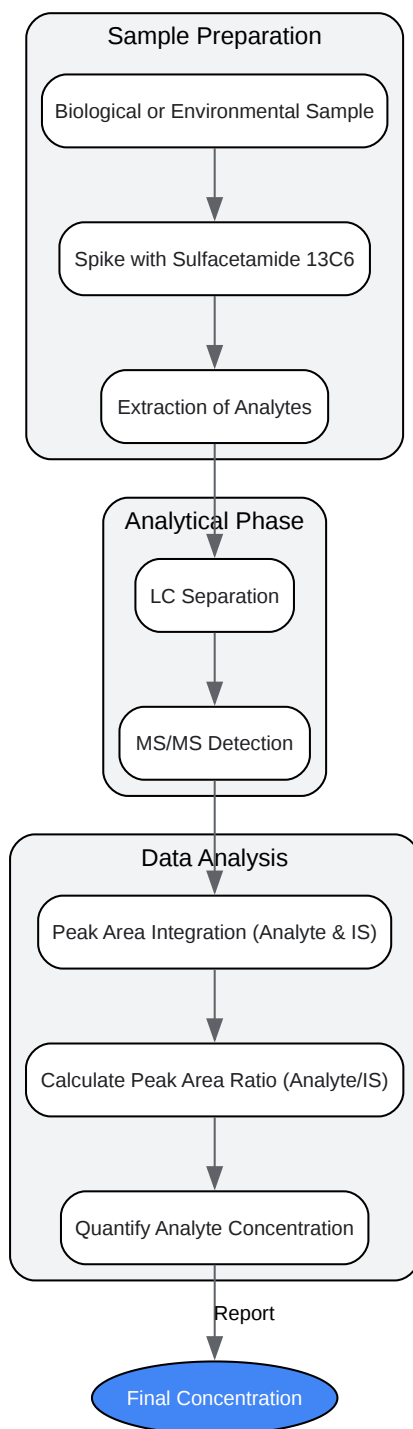 Sample Preparation
Biological or Environmental Sample
Spike with Sulfacetamide 13C6
Extraction of Analytes
Analytical Phase
LC Separation
MS/MS Detection
Data Analysis
Peak Area Integration (Analyte & IS)
Calculate Peak Area Ratio (Analyte/IS)
Quantify Analyte Concentration
Report
Final Concentration